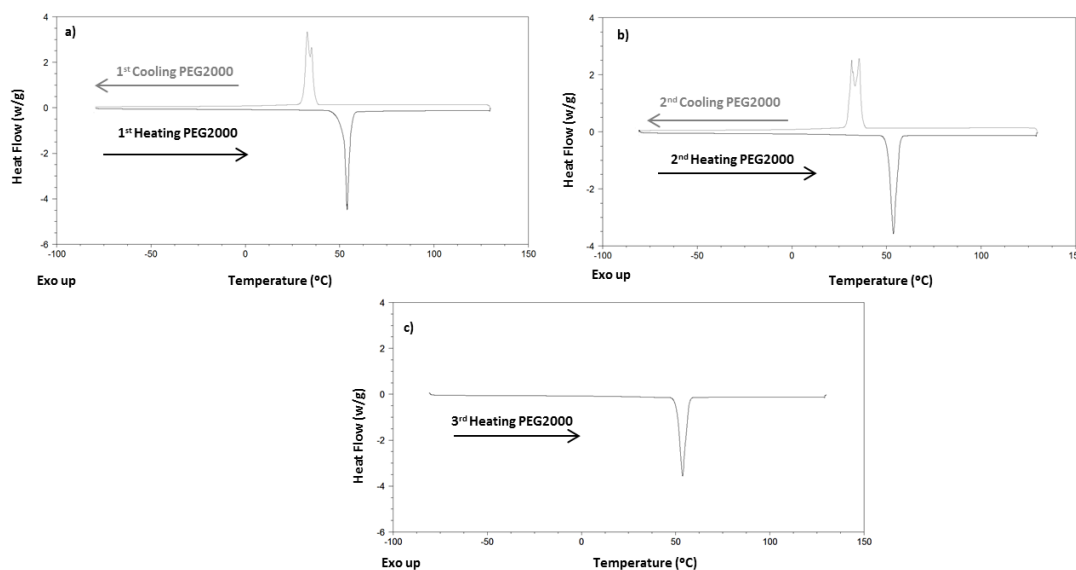 a)
4
2
0
-2
-4
-6
Heat Flow (w/g)
1st Cooling PEG2000
1st Heating PEG2000
-100 -50 0 50 100 150
Exo up Temperature (°C)
b)
4
2
0
-2
-4
Heat Flow (w/g)
2nd Cooling PEG2000
2nd Heating PEG2000
-100 -50 0 50 100 150
Exo up Temperature (°C)
c)
4
2
0
-2
-4
-6
Heat Flow (w/g)
3rd Heating PEG2000
-100 -50 0 50 100 150
Exo up Temperature (°C)